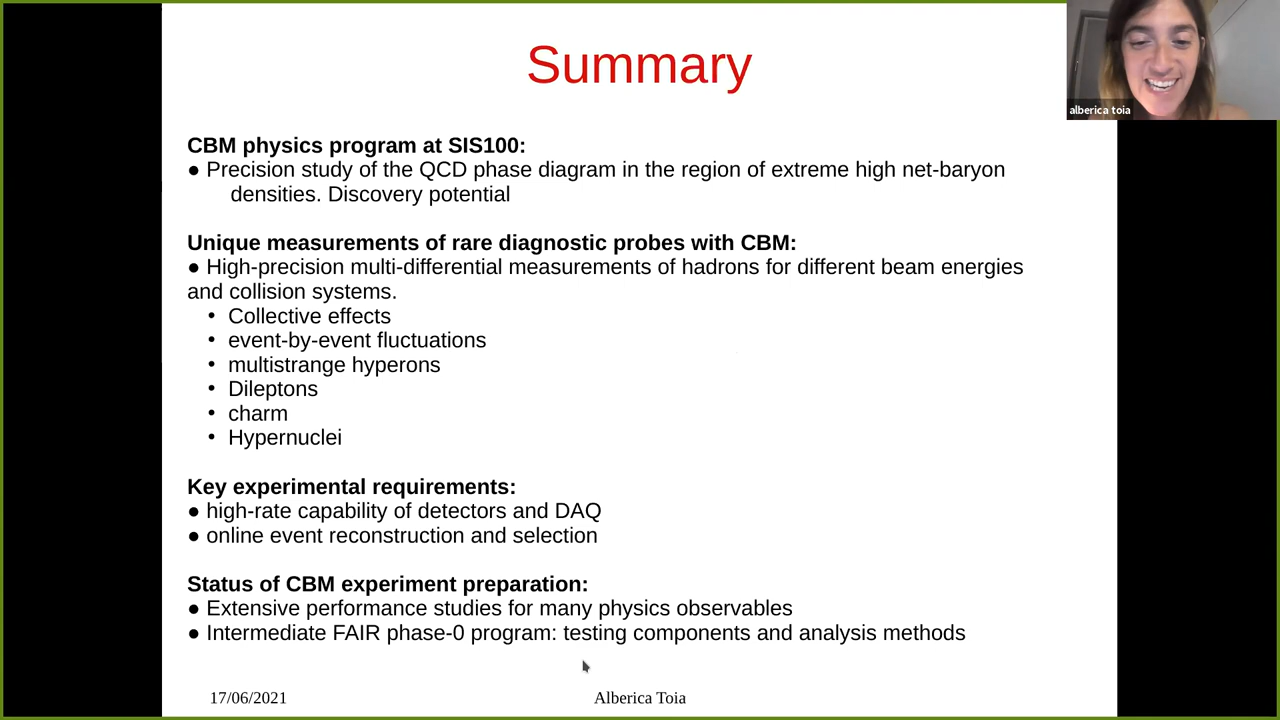 Summary
alberica toia
CBM physics program at SIS100:
● Precision study of the QCD phase diagram in the region of extreme high net-baryon
densities. Discovery potential
Unique measurements of rare diagnostic probes with CBM:
● High-precision multi-differential measurements of hadrons for different beam energies
and collision systems.
• Collective effects
• event-by-event fluctuations
• multistrange hyperons
• Dileptons
• charm
• Hypernuclei
Key experimental requirements:
● high-rate capability of detectors and DAQ
● online event reconstruction and selection
Status of CBM experiment preparation:
● Extensive performance studies for many physics observables
● Intermediate FAIR phase-0 program: testing components and analysis methods
17/06/2021
Alberica Toia